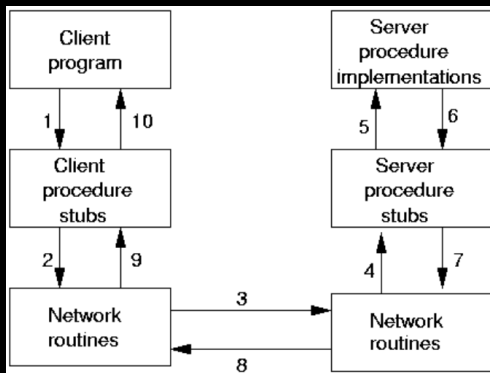 Client
program
Server
procedure
implementations
1
10
5
6
Client
procedure
stubs
Server
procedure
stubs
2
9
4
7
3
Network
routines
Network
routines
8